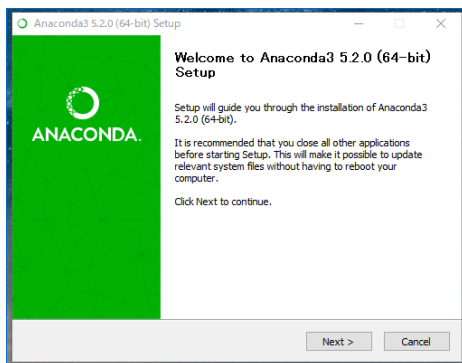 Anaconda3 5.2.0 (64-bit) Setup
Welcome to Anaconda3 5.2.0 (64-bit)
Setup
Setup will guide you through the installation of Anaconda3
5.2.0 (64-bit).
It is recommended that you close all other applications
before starting Setup. This will make it possible to update
relevant system files without having to reboot your
computer.
Click Next to continue.
ANACONDA.
Next >
Cancel